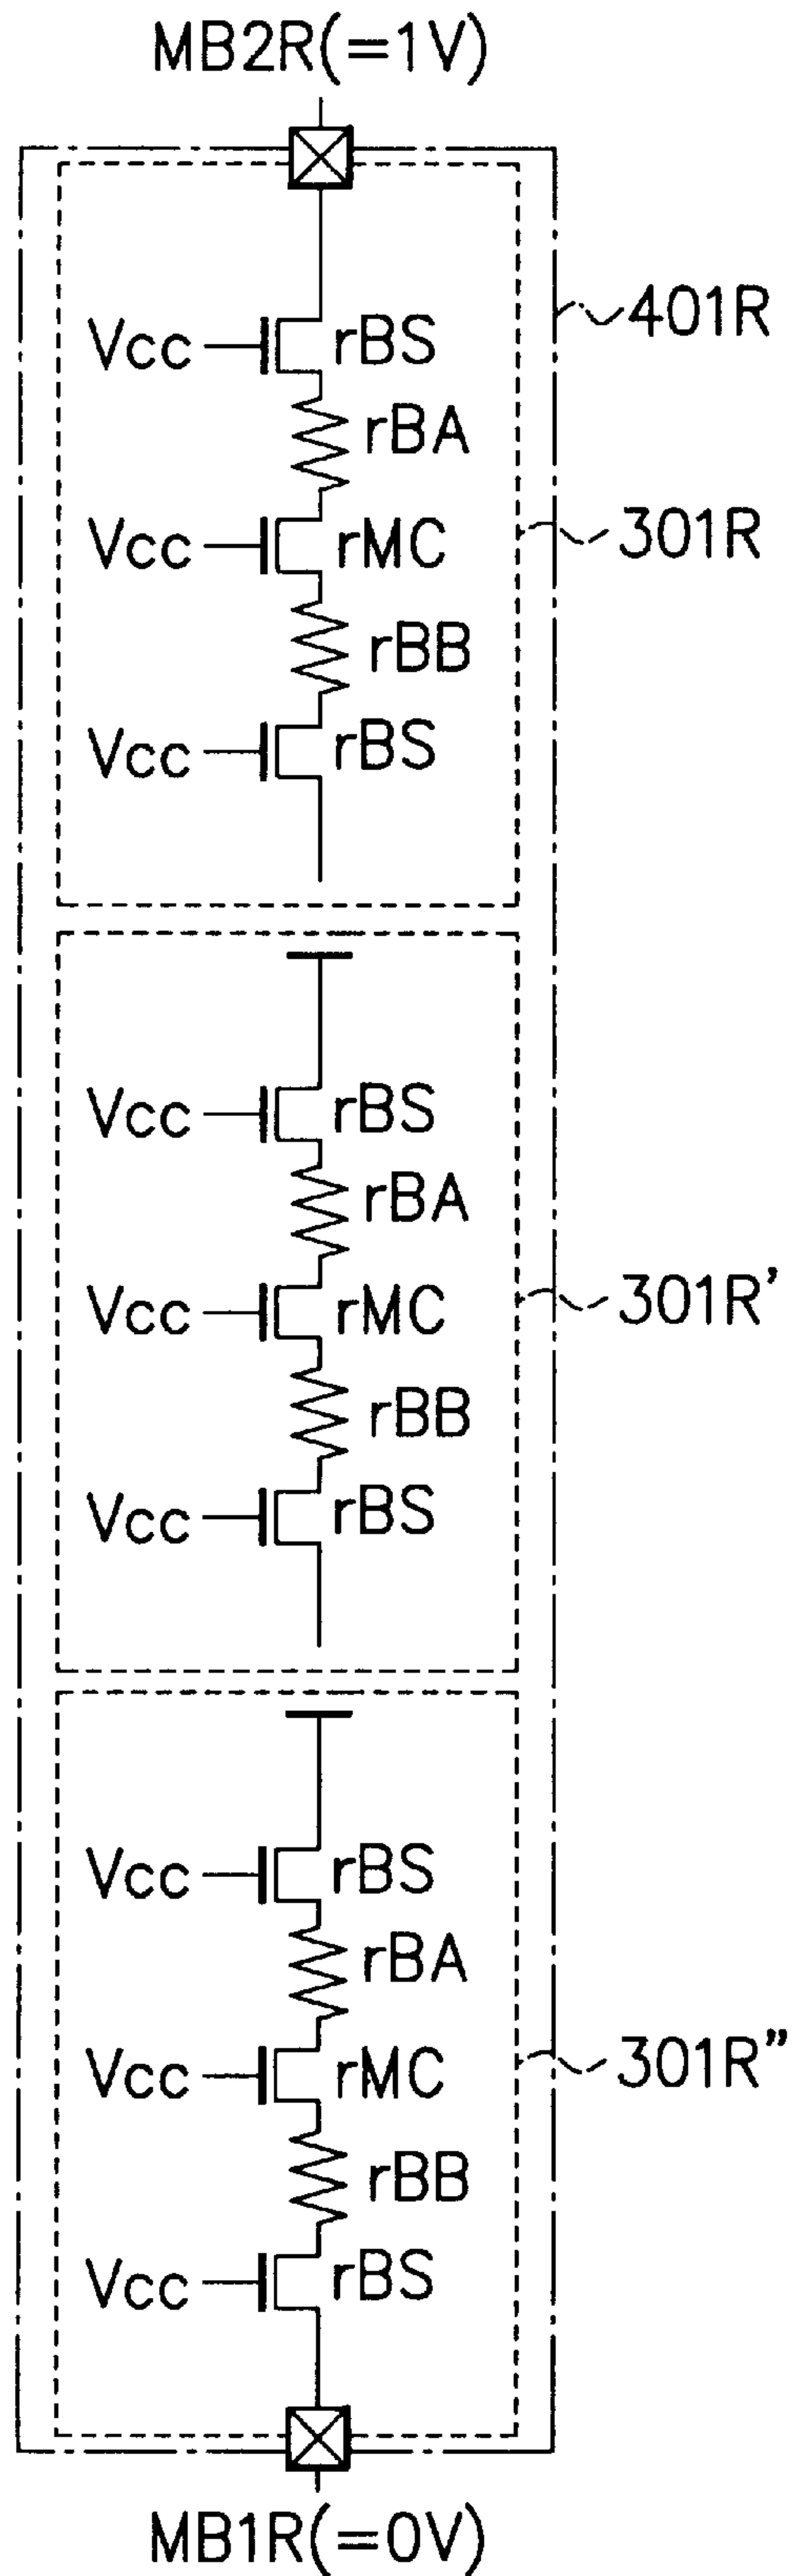 MB2R(=1V)
401R
Vcc rBS
rBA
Vcc rMC 301R
rBB
Vcc rBS
Vcc rBS
rBA
Vcc rMC 301R'
rBB
Vcc rBS
Vcc rBS
rBA
Vcc rMC 301R"
rBB
Vcc rBS
MB1R(=0V)